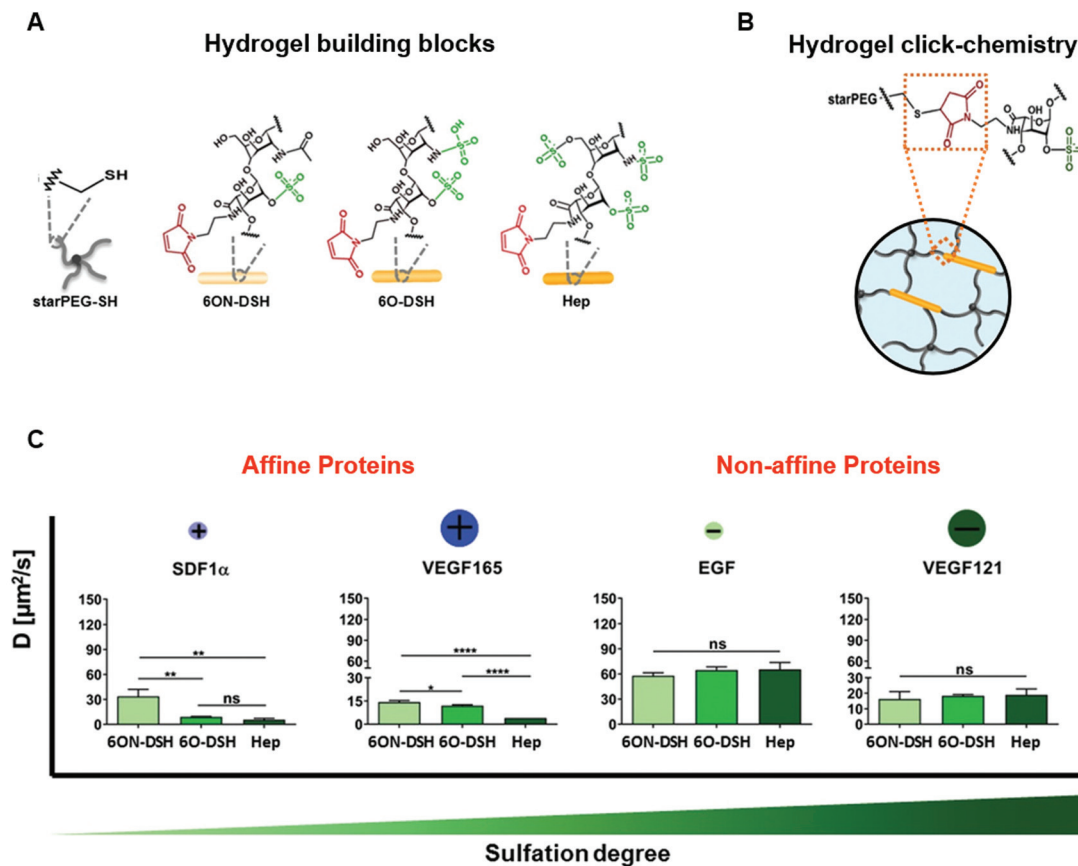 A
Hydrogel building blocks
SH
starPEG-SH
6ON-DSH
6O-DSH
Hep
B
Hydrogel click-chemistry
starPEG
C
Affine Proteins
Non-affine Proteins
D [µm²/s]
+
SDF1α
150
120
90
60
30
0
**
**
ns
6ON-DSH 6O-DSH Hep
+
VEGF165
150
120
90
60
30
15
0
****
****
*
6ON-DSH 6O-DSH Hep
−
EGF
150
120
90
60
30
0
ns
6ON-DSH 6O-DSH Hep
−
VEGF121
150
120
90
60
30
20
10
0
ns
6ON-DSH 6O-DSH Hep
Sulfation degree